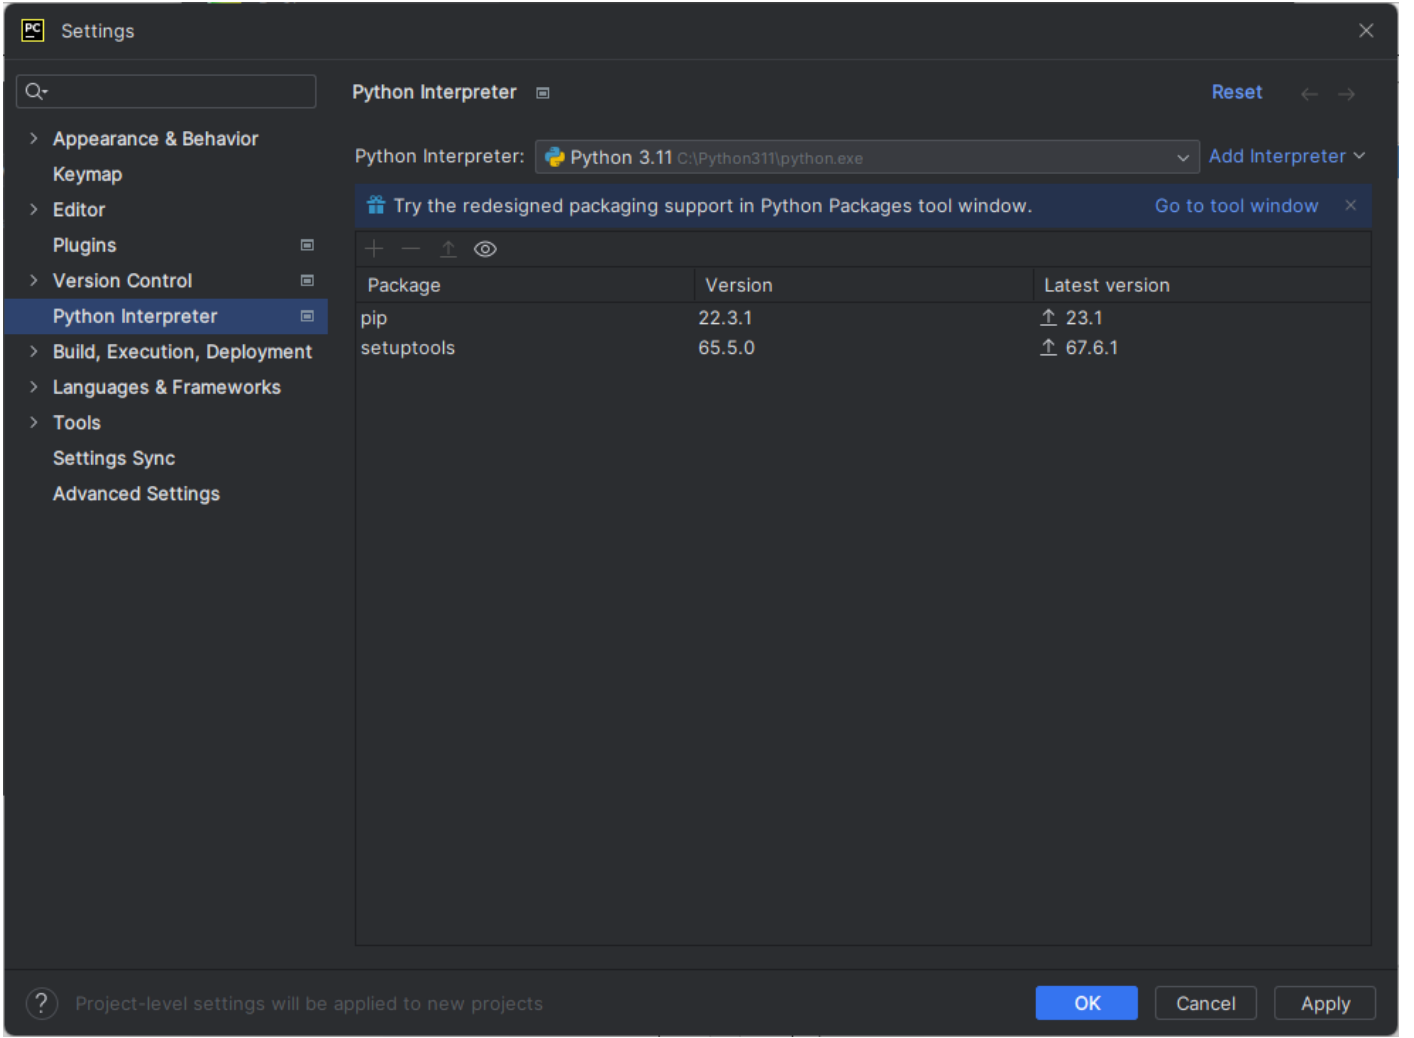 PC Settings
Appearance & Behavior
Keymap
Editor
Plugins
Version Control
Python Interpreter
Build, Execution, Deployment
Languages & Frameworks
Tools
Settings Sync
Advanced Settings
Python Interpreter Reset
Python Interpreter: Python 3.11 C:\Python311\python.exe Add Interpreter
Try the redesigned packaging support in Python Packages tool window. Go to tool window
Package Version Latest version
pip 22.3.1 23.1
setuptools 65.5.0 67.6.1
? Project-level settings will be applied to new projects
OK Cancel Apply